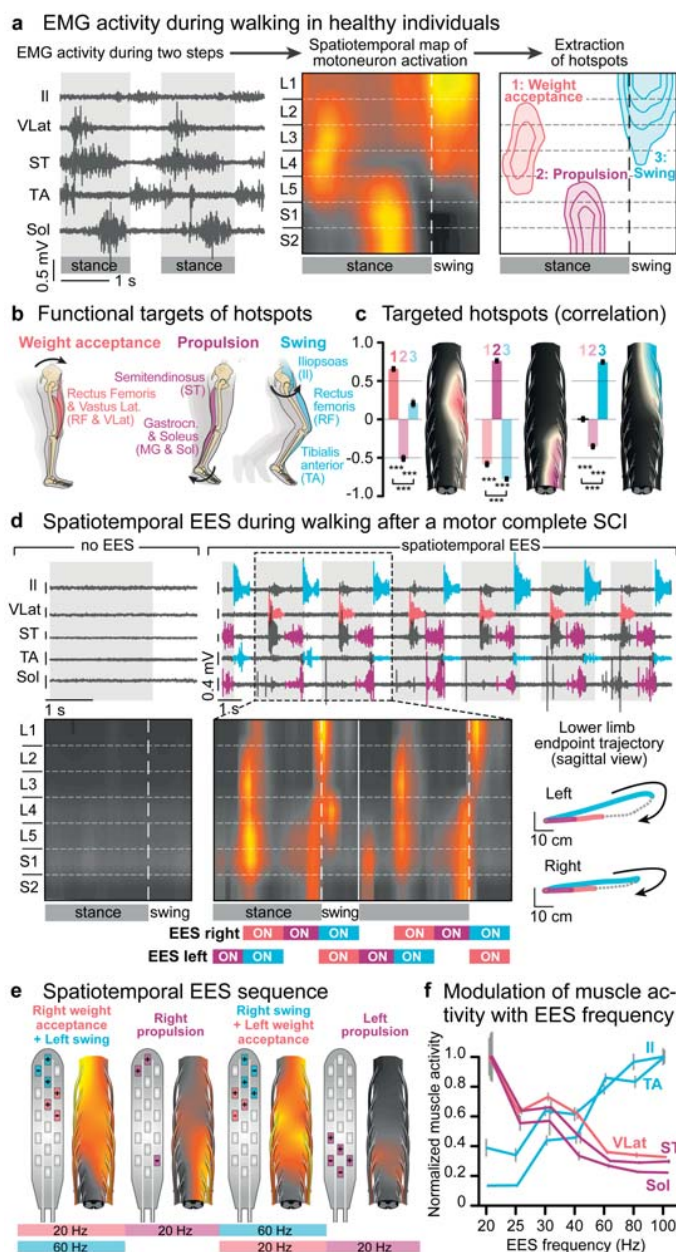 a EMG activity during walking in healthy individuals
EMG activity during two steps
Spatiotemporal map of
motoneuron activation
Extraction
of hotspots
Il
VLat
ST
TA
Sol
0.5 mV
stance
stance
1 s
L1
L2
L3
L4
L5
S1
S2
stance
swing
1: Weight
acceptance
2: Propulsion
3:
Swing
stance
swing
b Functional targets of hotspots
Weight acceptance
Propulsion
Swing
Rectus Femoris
& Vastus Lat.
(RF & VLat)
Semitendinosus
(ST)
Gastrocn.
& Soleus
(MG & Sol)
Iliopsoas
(Il)
Rectus
femoris
(RF)
Tibialis
anterior
(TA)
c Targeted hotspots (correlation)
1.0
0.5
0
-0.5
-1.0
1 2 3
1 2 3
1 2 3
*** ***
***
*** ***
***
*** ***
***
d Spatiotemporal EES during walking after a motor complete SCI
no EES
spatiotemporal EES
Il
VLat
ST
TA
Sol
1 s
0.4 mV
1 s
L1
L2
L3
L4
L5
S1
S2
stance
swing
stance
swing
EES right
ON ON ON ON ON ON
EES left
ON ON ON ON ON ON
Lower limb
endpoint trajectory
(sagittal view)
Left
10 cm
Right
10 cm
e Spatiotemporal EES sequence
Right weight
acceptance
+ Left swing
Right
propulsion
Right swing
+ Left weight
acceptance
Left
propulsion
20 Hz
20 Hz
60 Hz
60 Hz
20 Hz
20 Hz
f Modulation of muscle ac-
tivity with EES frequency
Normalized muscle activity
1.0
0.8
0.6
0.4
0.2
0
Il
TA
VLat
ST
Sol
20 25 30 40 45 60 80 100
EES frequency (Hz)